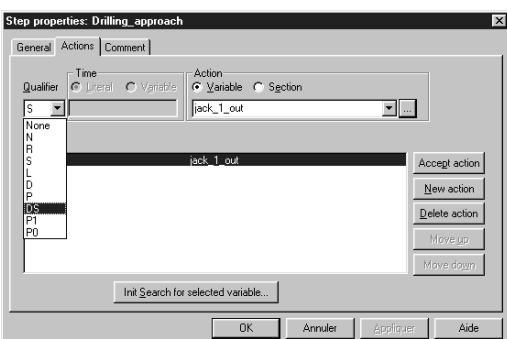 Step properties: Drilling_approach
General Actions Comment
Time Action
Qualifier Literal Variable Variable Section
S jack_1_out ...
None
N
R
S jack_1_out
L
D
P
DS
P1
P0
Accept action
New action
Delete action
Move up
Move down
Init Search for selected variable...
OK Annuler Appliquer Aide